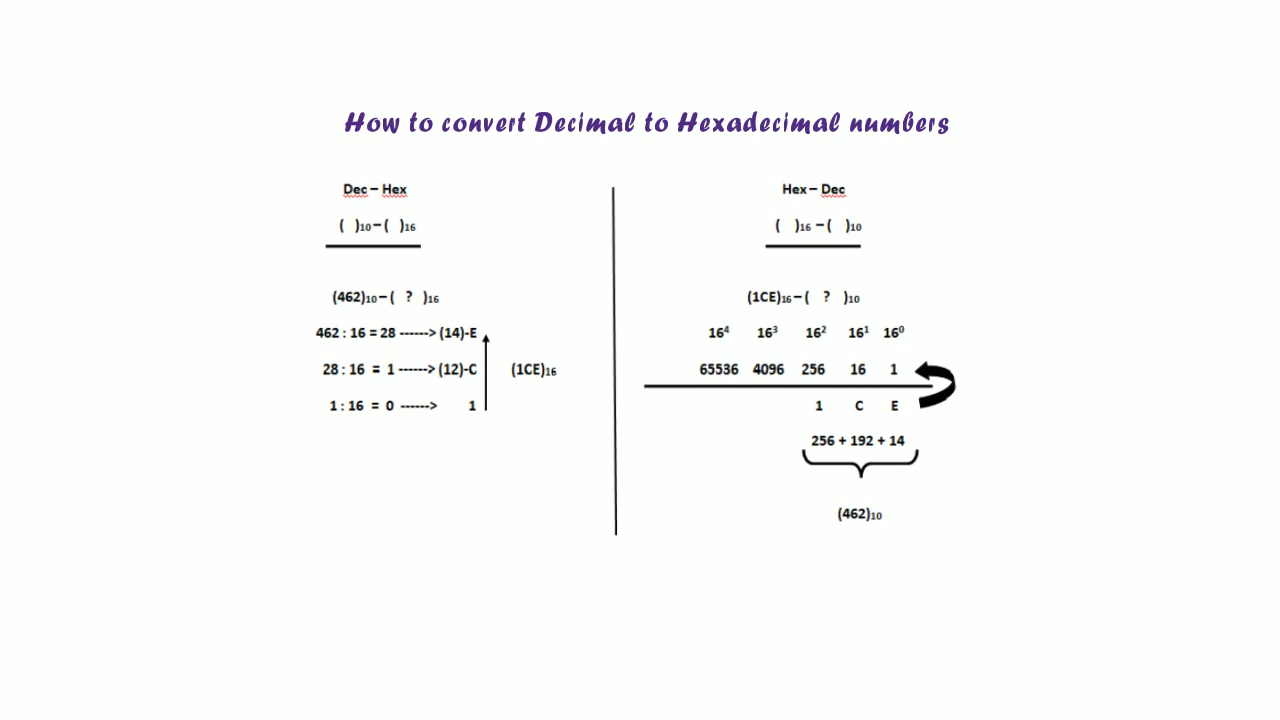 How to convert Decimal to Hexadecimal numbers
Dec – Hex
( )₁₀ – ( )₁₆
(462)₁₀ – ( ? )₁₆
462 : 16 = 28 ------> (14)-E
28 : 16 = 1 ------> (12)-C
1 : 16 = 0 ------> 1
(1CE)₁₆
Hex – Dec
( )₁₆ – ( )₁₀
(1CE)₁₆ – ( ? )₁₀
16⁴ 16³ 16² 16¹ 16⁰
65536 4096 256 16 1
1 C E
256 + 192 + 14
(462)₁₀